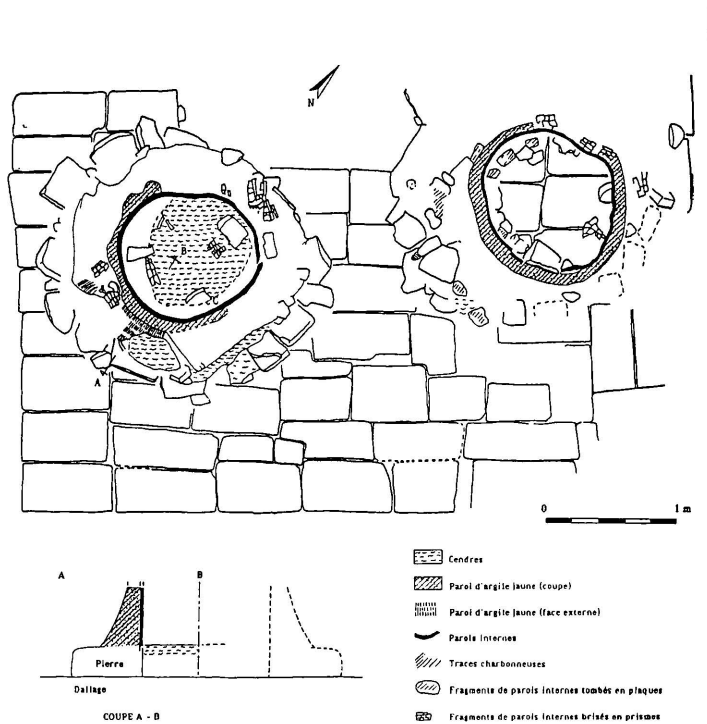 N
B
C
A
0 1 m
A B
Pierre
Dallage
COUPE A - B
Cendres
Paroi d'argile jaune (coupe)
Paroi d'argile jaune (face externe)
Parois internes
Traces charbonneuses
Fragments de parois internes tombés en plaques
Fragments de parois internes brisés en prismes